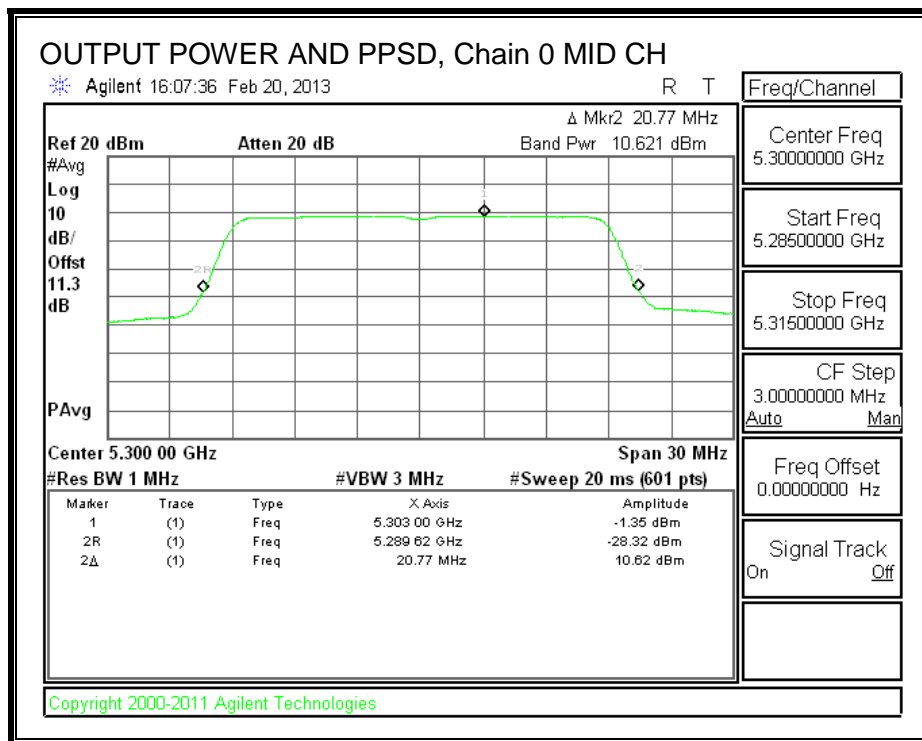 OUTPUT POWER AND PPSD, Chain 0 MID CH
Agilent 16:07:36 Feb 20, 2013 R T
Freq/Channel
Δ Mkr2 20.77 MHz
Ref 20 dBm Atten 20 dB Band Pwr 10.621 dBm
#Avg
Log
10
dB/
Offst
11.3
dB
PAvg
1
2R
2
Center 5.300 00 GHz Span 30 MHz
#Res BW 1 MHz #VBW 3 MHz #Sweep 20 ms (601 pts)
Marker Trace Type X Axis Amplitude
1 (1) Freq 5.303 00 GHz -1.35 dBm
2R (1) Freq 5.289 62 GHz -28.32 dBm
2Δ (1) Freq 20.77 MHz 10.62 dBm
Center Freq
5.30000000 GHz
Start Freq
5.28500000 GHz
Stop Freq
5.31500000 GHz
CF Step
3.00000000 MHz
Auto Man
Freq Offset
0.00000000 Hz
Signal Track
On Off
Copyright 2000-2011 Agilent Technologies